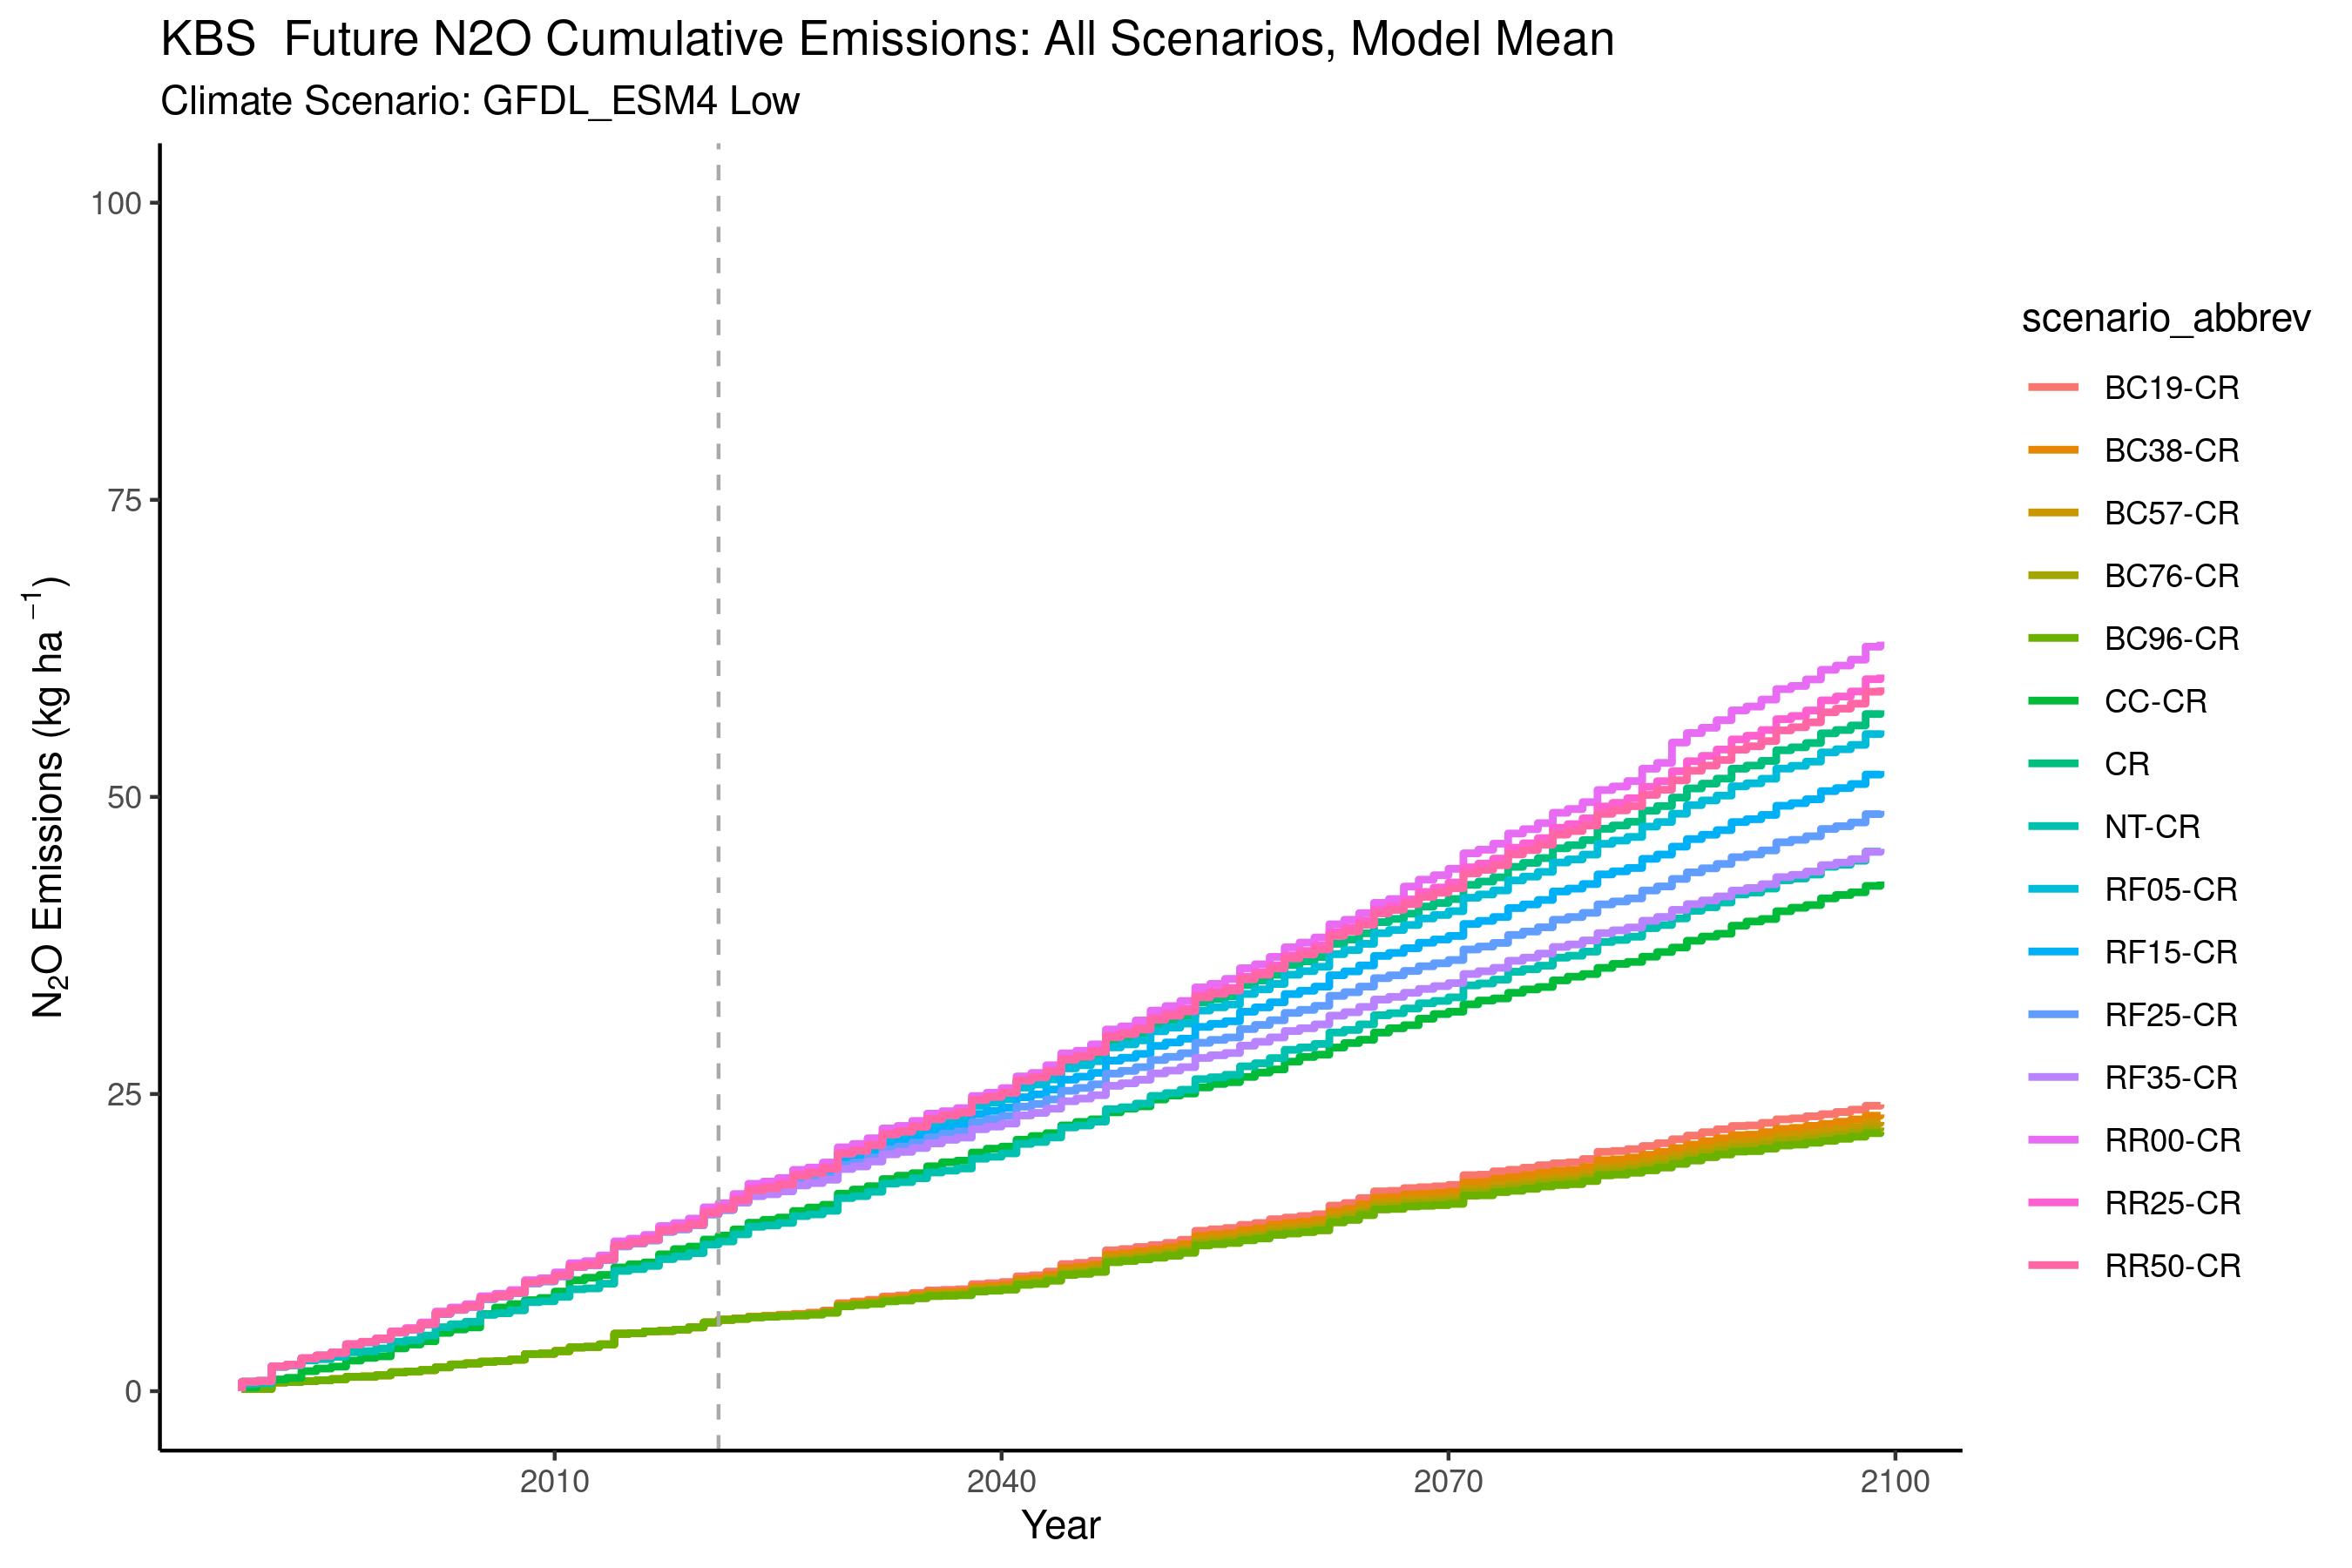 KBS  Future N2O Cumulative Emissions: All Scenarios, Model Mean
Climate Scenario: GFDL_ESM4 Low
100
75
50
25
0
N₂O Emissions (kg ha⁻¹)
2010
2040
2070
2100
Year
scenario_abbrev
BC19-CR
BC38-CR
BC57-CR
BC76-CR
BC96-CR
CC-CR
CR
NT-CR
RF05-CR
RF15-CR
RF25-CR
RF35-CR
RR00-CR
RR25-CR
RR50-CR